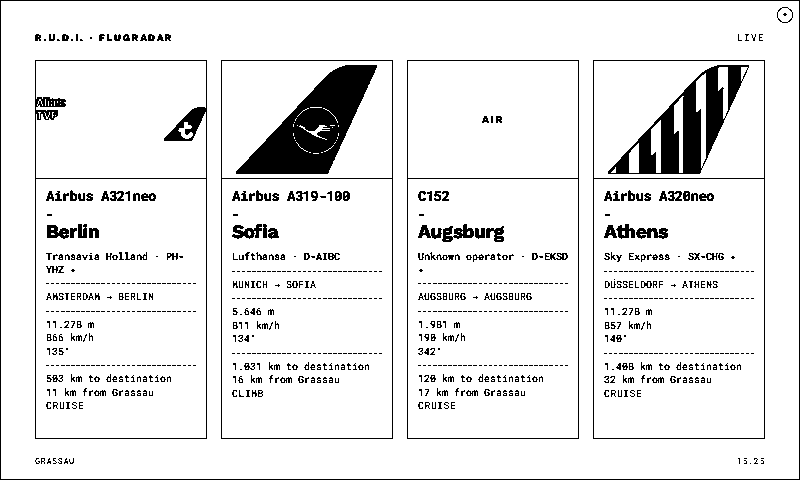 R.U.D.I. · FLUGRADAR
LIVE
Airbus A321neo
-
Berlin
Transavia Holland · PH-
YHZ ✦
AMSTERDAM → BERLIN
11.278 m
866 km/h
135°
503 km to destination
11 km from Grassau
CRUISE
Airbus A319-100
-
Sofia
Lufthansa · D-AIBC
MUNICH → SOFIA
5.646 m
811 km/h
134°
1.031 km to destination
16 km from Grassau
CLIMB
AIR
C152
-
Augsburg
Unknown operator · D-EKSD
✦
AUGSBURG → AUGSBURG
1.981 m
190 km/h
342°
120 km to destination
17 km from Grassau
CRUISE
Airbus A320neo
-
Athens
Sky Express · SX-CHG ✦
DÜSSELDORF → ATHENS
11.278 m
857 km/h
140°
1.408 km to destination
32 km from Grassau
CRUISE
GRASSAU
15.25